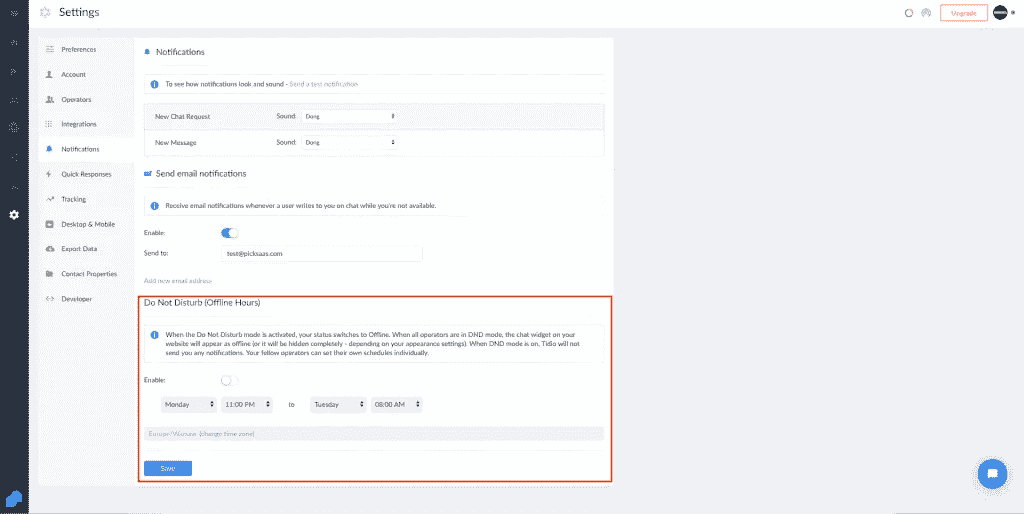 Settings
Upgrade
Preferences
Account
Operators
Integrations
Notifications
Quick Responses
Tracking
Desktop & Mobile
Export Data
Contact Properties
Developer
Notifications
To see how notifications look and sound - Send a test notification
New Chat Request Sound: Dong
New Message Sound: Dong
Send email notifications
Receive email notifications whenever a user writes to you on chat while you're not available.
Enable:
Send to: test@picksaas.com
Add new email address
Do Not Disturb (Offline Hours)
When the Do Not Disturb mode is activated, your status switches to Offline. When all operators are in DND mode, the chat widget on your
website will appear as offline (or it will be hidden completely - depending on your appearance settings). When DND mode is on, Tidio will not
send you any notifications. Your fellow operators can set their own schedules individually.
Enable:
Monday 11:00 PM to Tuesday 08:00 AM
Europe/Warsaw (change time zone)
Save